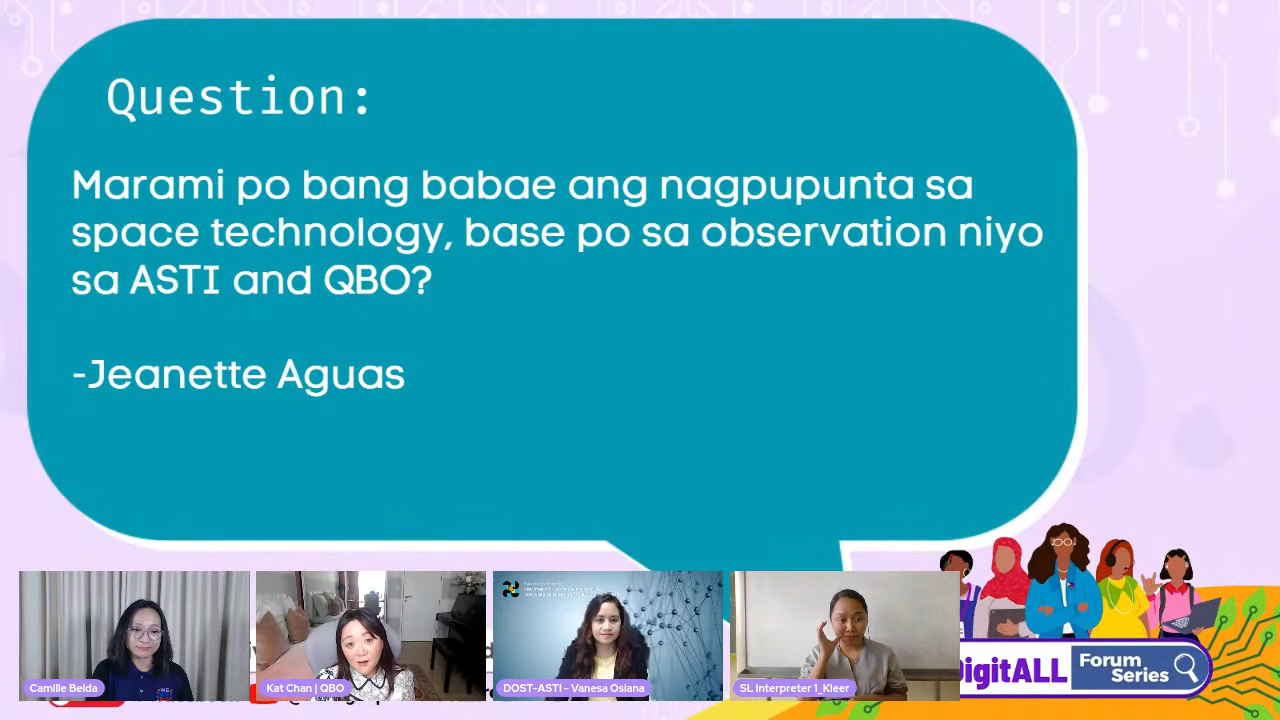 Question:
Marami po bang babae ang nagpupunta sa
space technology, base po sa observation niyo
sa ASTI and QBO?
-Jeanette Aguas
Camille Belda
Kat Chan | QBO
DOST-ASTI - Vanesa Osiana
SL Interpreter 1_Kleer
DigitALL
Forum
Series